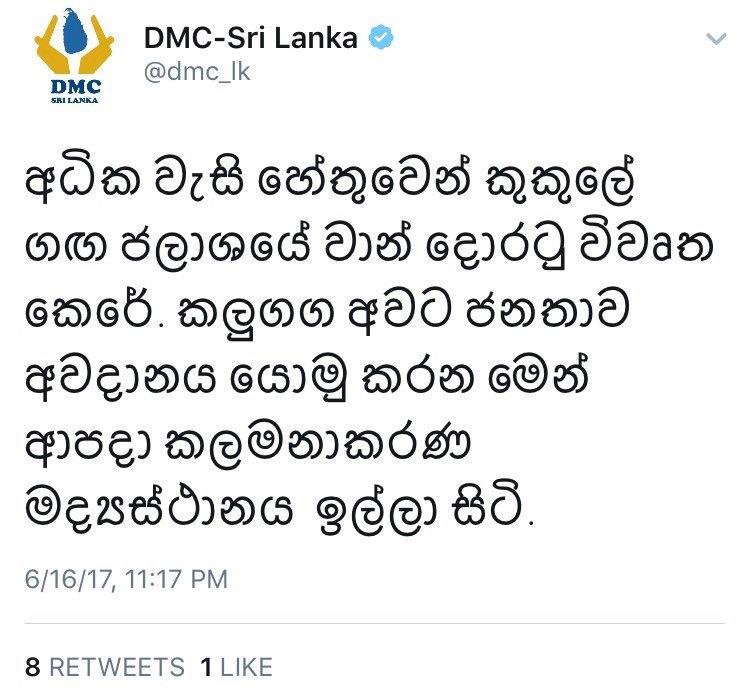 DMC-Sri Lanka
@dmc_lk
DMC
SRI LANKA
අධික වැසි හේතුවෙන් කුකුලේ
ගඟ ජලාශයේ වාන් දොරටු විවෘත
කෙරේ. කලුගග අවට ජනතාව
අවදානය යොමු කරන මෙන්
ආපදා කලමනාකරණ
මද්‍යස්ථානය ඉල්ලා සිටි.
6/16/17, 11:17 PM
8 RETWEETS 1 LIKE